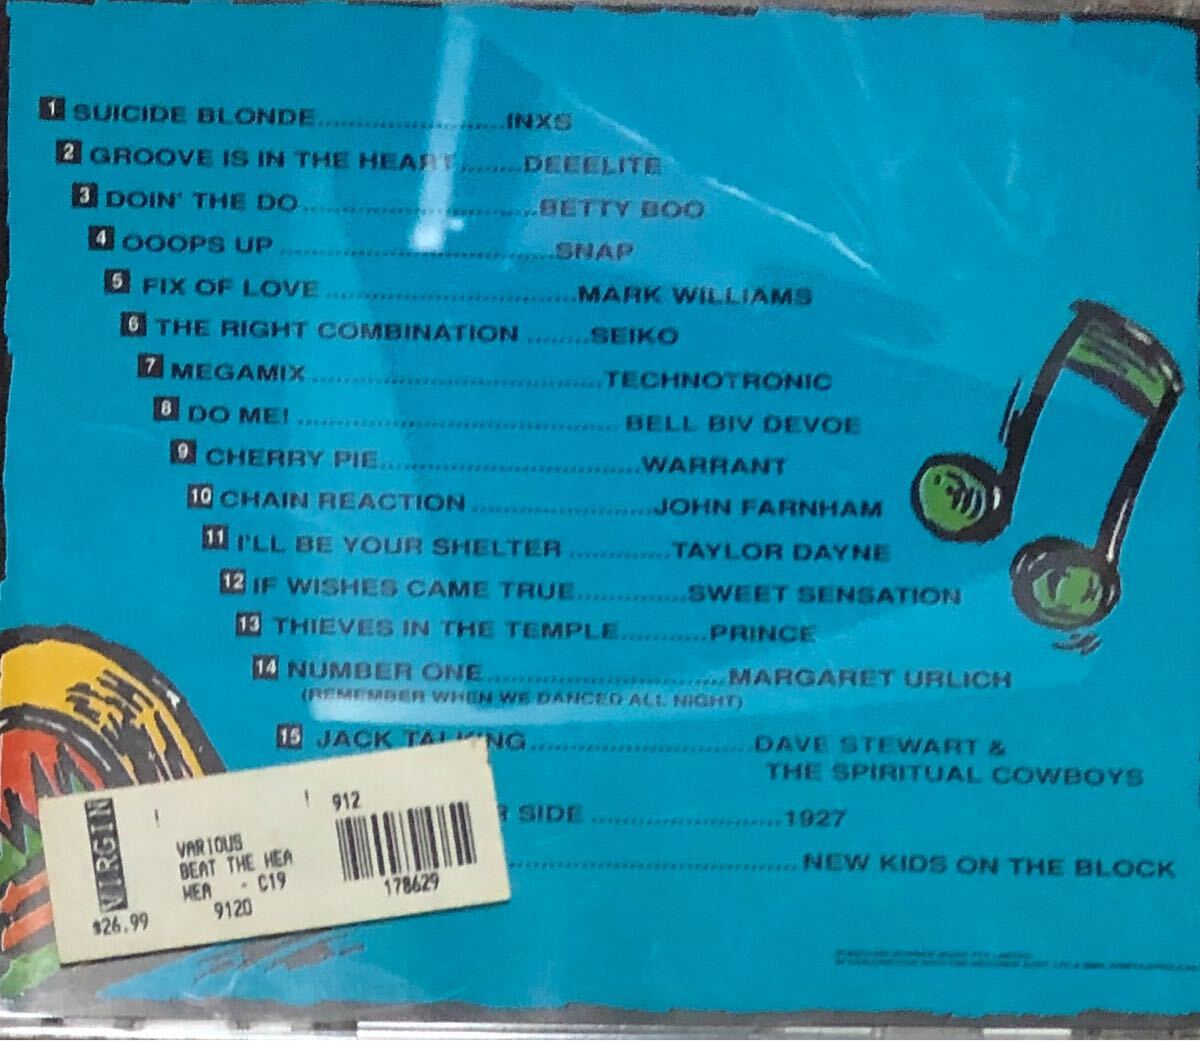 1 SUICIDE BLONDE.......................INXS
2 GROOVE IS IN THE HEART ........DEEELITE
3 DOIN' THE DO...........................BETTY BOO
4 OOOPS UP ................................SNAP
5 FIX OF LOVE .............................MARK WILLIAMS
6 THE RIGHT COMBINATION ........SEIKO
7 MEGAMIX..................................TECHNOTRONIC
8 DO ME! ..................................... BELL BIV DEVOE
9 CHERRY PIE..............................WARRANT
10 CHAIN REACTION .....................JOHN FARNHAM
11 I'LL BE YOUR SHELTER ............TAYLOR DAYNE
12 IF WISHES CAME TRUE.............SWEET SENSATION
13 THIEVES IN THE TEMPLE..........PRINCE
14 NUMBER ONE............................MARGARET URLICH
(REMEMBER WHEN WE DANCED ALL NIGHT)
15 JACK TALKING..........................DAVE STEWART &
THE SPIRITUAL COWBOYS
SIDE ......................1927
.................................NEW KIDS ON THE BLOCK
VIRGIN
912
VARIOUS
BEAT THE HEA
WEA - C19
178629
9120
$26.99